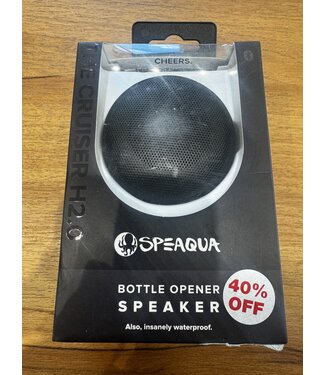 CHEERS.
THE CRUISER H2.0
SPEAQUA
BOTTLE OPENER
SPEAKER
40%
OFF
Also, insanely waterproof.